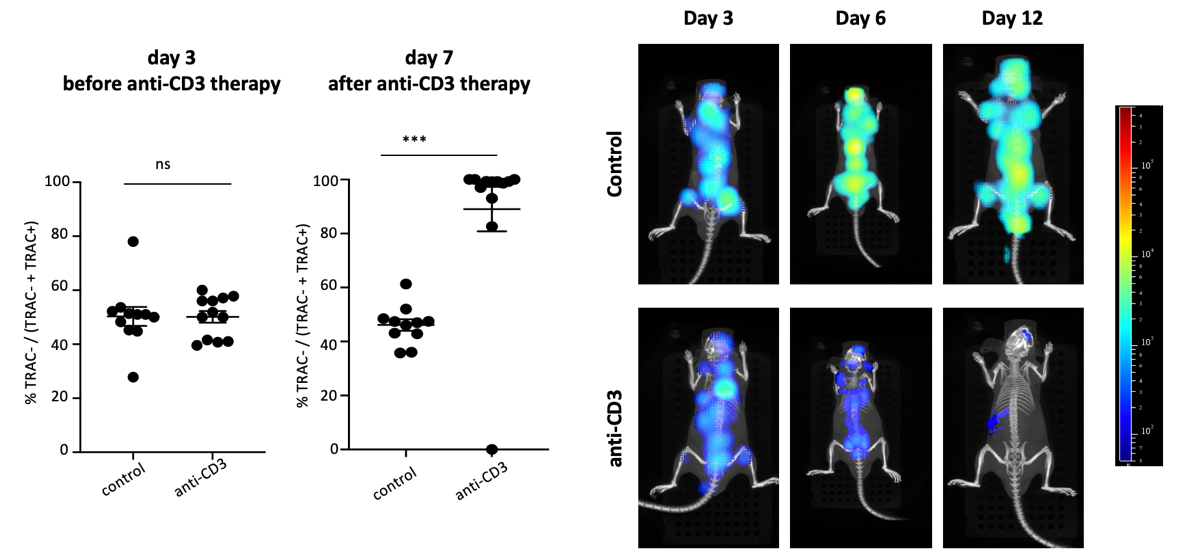 day 3
before anti-CD3 therapy
ns
100
80
60
40
20
0
% TRAC- / (TRAC- + TRAC+)
control
anti-CD3
day 7
after anti-CD3 therapy
***
100
80
60
40
20
0
% TRAC- / (TRAC- + TRAC+)
control
anti-CD3
Day 3
Day 6
Day 12
Control
anti-CD3